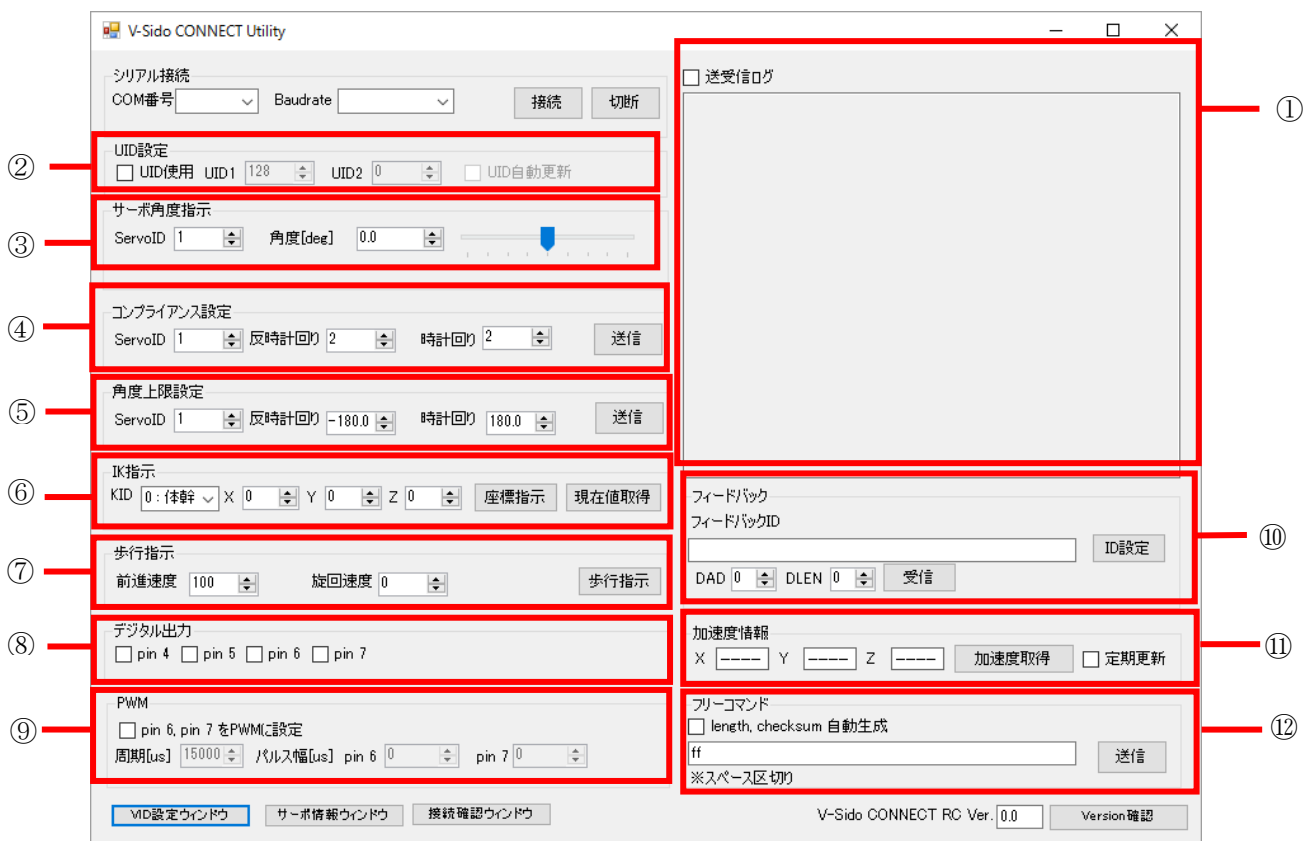 V-Sido CONNECT Utility
シリアル接続
COM番号 Baudrate 接続 切断
② UID設定
UID使用 UID1 128 UID2 0 UID自動更新
サーボ角度指示
③ ServoID 1 角度[deg] 0.0
コンプライアンス設定
④ ServoID 1 反時計回り 2 時計回り 2 送信
角度上限設定
⑤ ServoID 1 反時計回り -180.0 時計回り 180.0 送信
IK指示
⑥ KID 0:体幹 X 0 Y 0 Z 0 座標指示 現在値取得
歩行指示
⑦ 前進速度 100 旋回速度 0 歩行指示
デジタル出力
⑧ pin 4 pin 5 pin 6 pin 7
PWM
⑨ pin 6, pin 7 をPWMに設定
周期[us] 15000 パルス幅[us] pin 6 0 pin 7 0
VID設定ウィンドウ サーボ情報ウィンドウ 接続確認ウィンドウ
送受信ログ
①
フィードバック
フィードバックID
ID設定 ⑩
DAD 0 DLEN 0 受信
加速度情報
X ---- Y ---- Z ---- 加速度取得 定期更新 ⑪
フリーコマンド
length, checksum 自動生成 ⑫
ff 送信
※スペース区切り
V-Sido CONNECT RC Ver. 0.0 Version確認